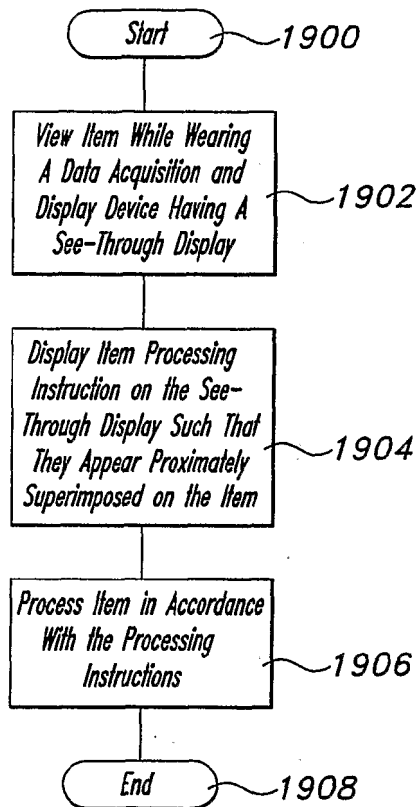 Start
1900
View Item While Wearing
A Data Acquisition and
Display Device Having A
See-Through Display
1902
Display Item Processing
Instruction on the See-
Through Display Such That
They Appear Proximately
Superimposed on the Item
1904
Process Item in Accordance
With the Processing
Instructions
1906
End
1908